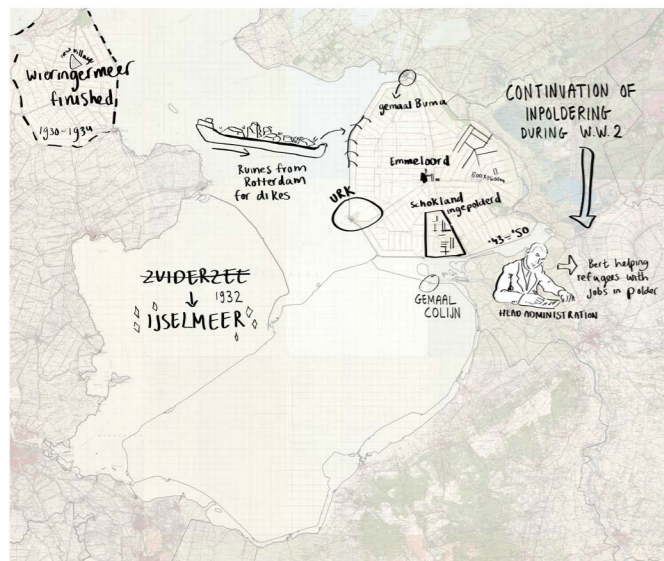 new village
Wieringermeer
finished
1930-1934
gemaal Buma
CONTINUATION OF
INPOLDERING
DURING W.W.2
Ruines from
Rotterdam
for dikes
Emmeloord
800x
URK
Schokland
ingepolderd
'43 = '50
ZUIDERZEE
1932
IJSELMEER
GEMAAL
COLIJN
Bert helping
refugees with
jobs in polder
HEAD ADMINISTRATION